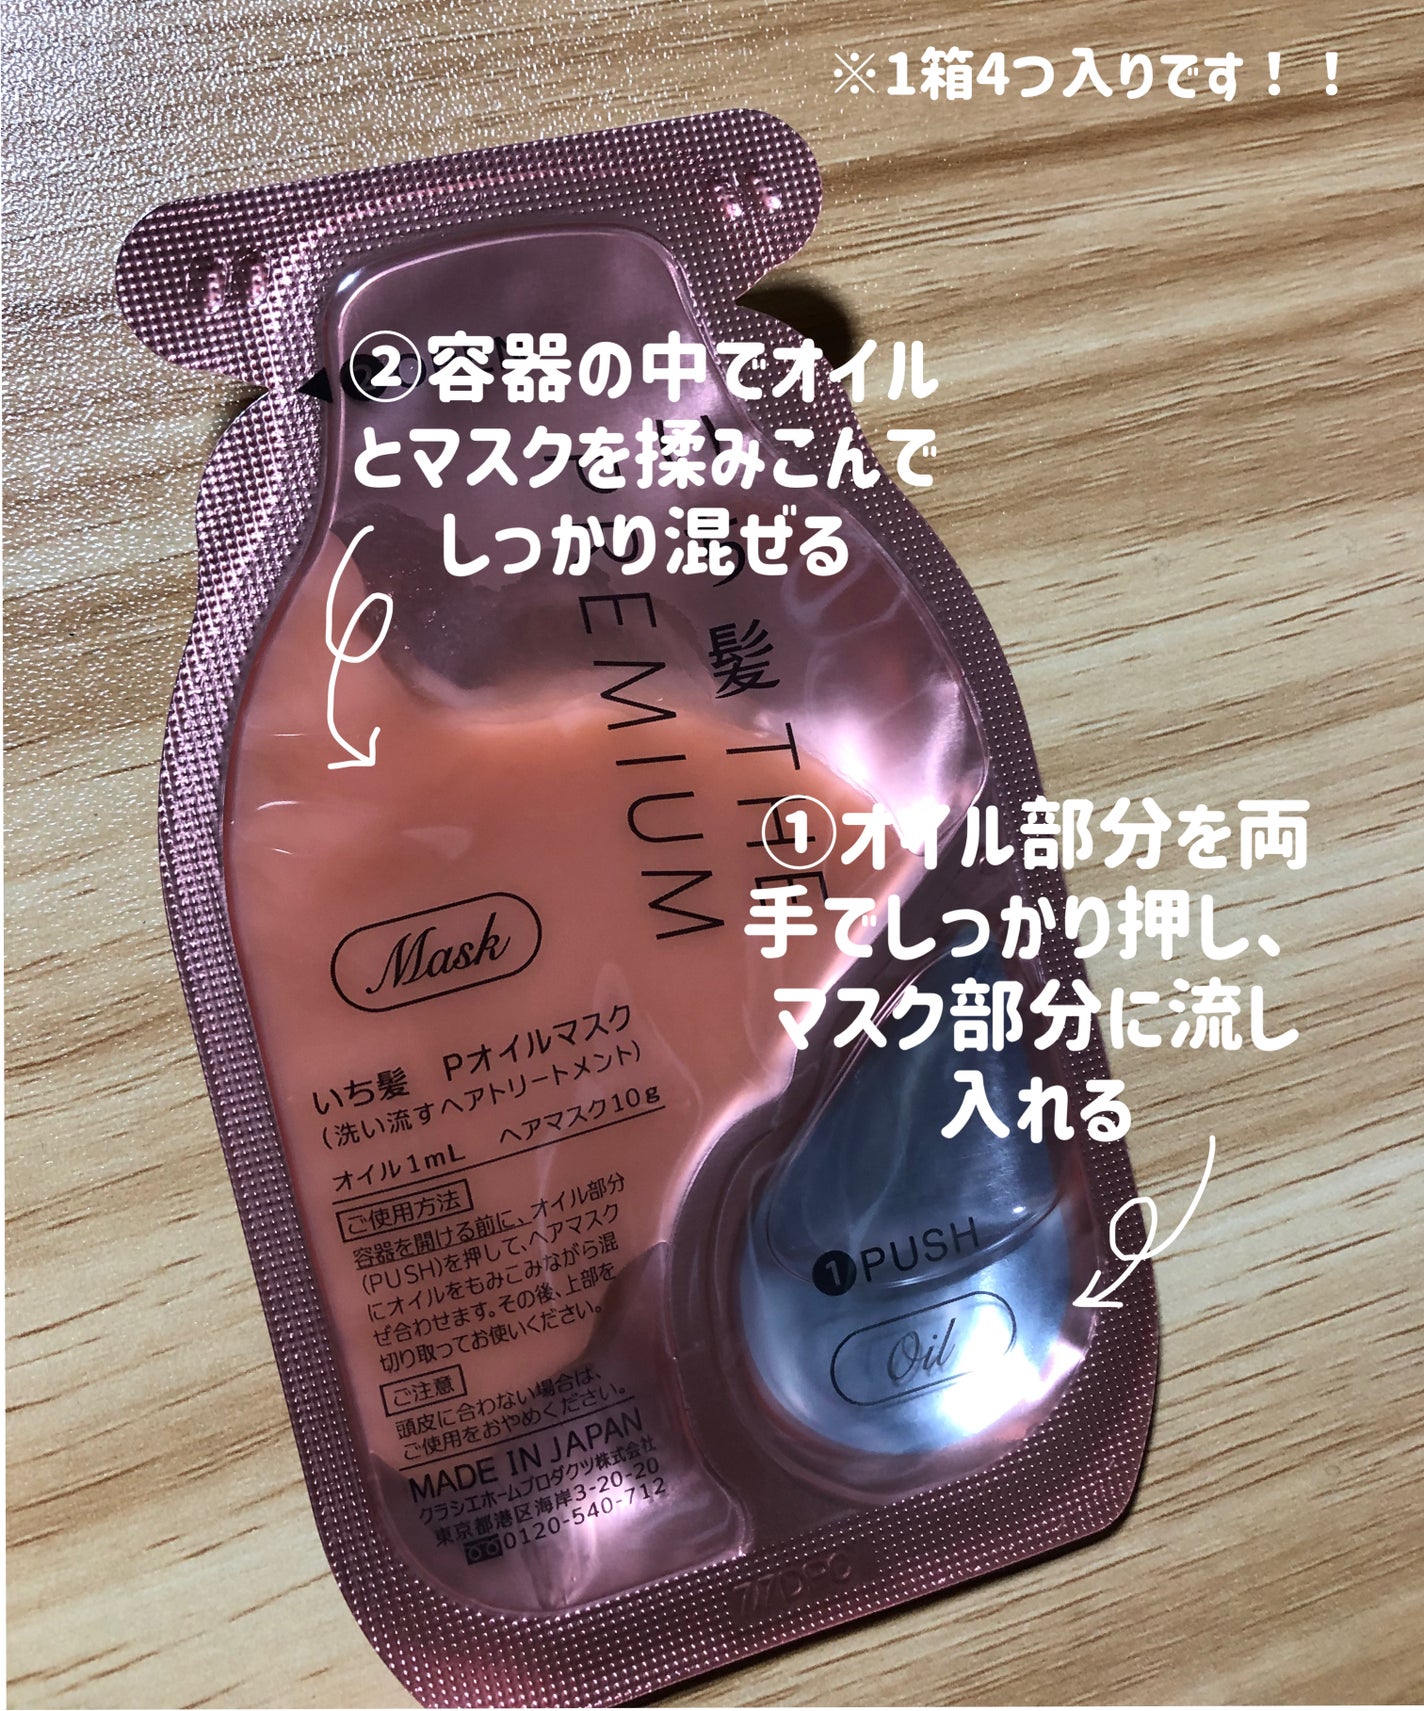 ※1箱4つ入りです！！
②容器の中でオイル
とマスクを揉みこんで
しっかり混ぜる
①オイル部分を両
手でしっかり押し、
マスク部分に流し
入れる
髪 THE
PREMIUM
Mask
いち髪 Pオイルマスク
(洗い流すヘアトリートメント)
オイル1mL ヘアマスク10g
ご使用方法
容器を開ける前に、オイル部分
(PUSH)を押して、ヘアマスク
にオイルをもみこみながら混
ぜ合わせます。その後、上部を
切り取ってお使いください。
ご注意
頭皮に合わない場合は、
ご使用をおやめください。
MADE IN JAPAN
クラシエホームプロダクツ株式会社
東京都港区海岸3-20-20
0120-540-712
❶PUSH
Oil